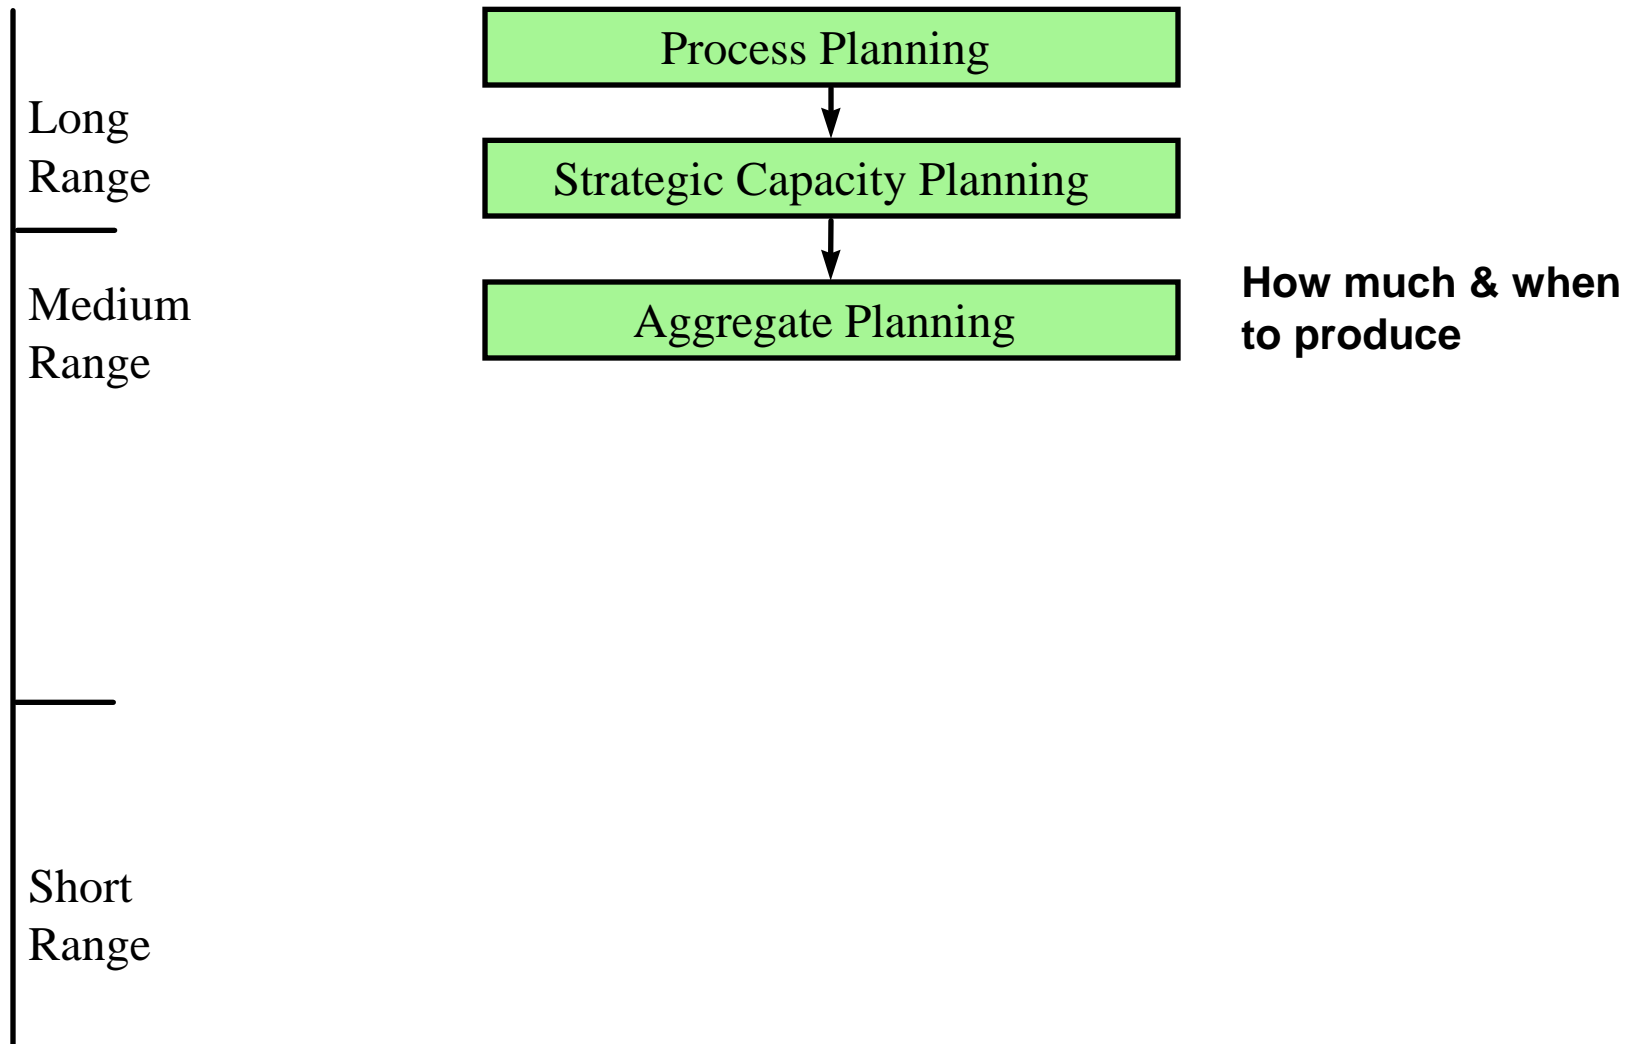 Process Planning
Long
Range
Strategic Capacity Planning
Medium
Range
Aggregate Planning
How much & when
to produce
Short
Range